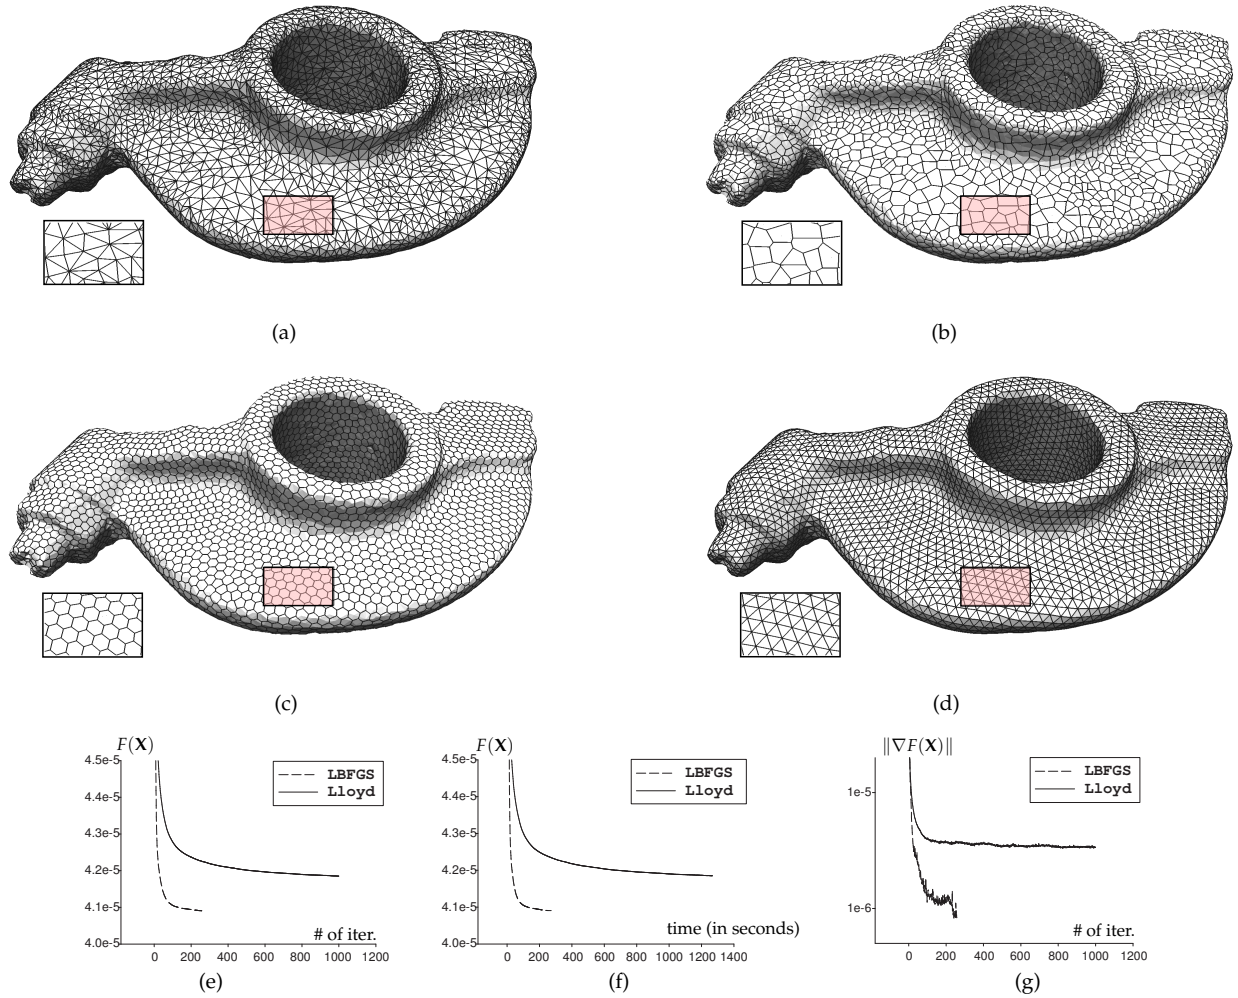 (a)
(b)
(c)
(d)
F(X)
4.5e-5
4.4e-5
4.3e-5
4.2e-5
4.1e-5
4.0e-5
LBFGS
Lloyd
# of iter.
0 200 400 600 800 1000 1200
(e)
F(X)
4.5e-5
4.4e-5
4.3e-5
4.2e-5
4.1e-5
4.0e-5
LBFGS
Lloyd
time (in seconds)
0 200 400 600 800 1000 1200 1400
(f)
‖∇F(X)‖
1e-5
1e-6
LBFGS
Lloyd
# of iter.
0 200 400 600 800 1000 1200
(g)